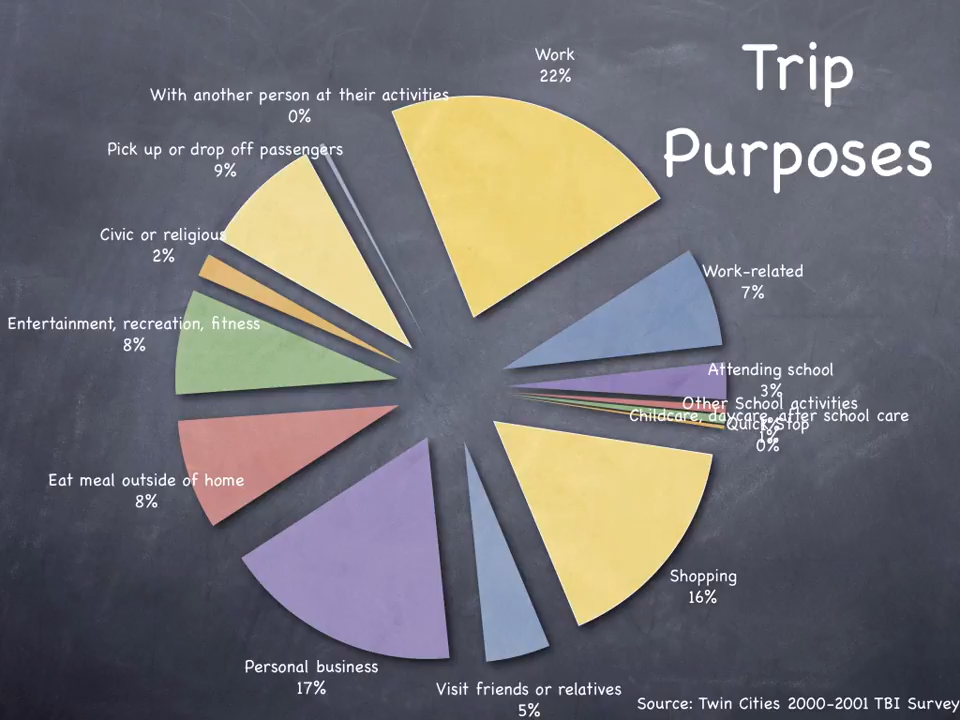 Trip
Purposes
Work
22%
With another person at their activities
0%
Pick up or drop off passengers
9%
Civic or religious
2%
Work-related
7%
Entertainment, recreation, fitness
8%
Attending school
3%
Other School activities
Childcare, daycare, after school care
Quick Stop
1%
0%
Eat meal outside of home
8%
Shopping
16%
Personal business
17%
Visit friends or relatives
5%
Source: Twin Cities 2000-2001 TBI Survey